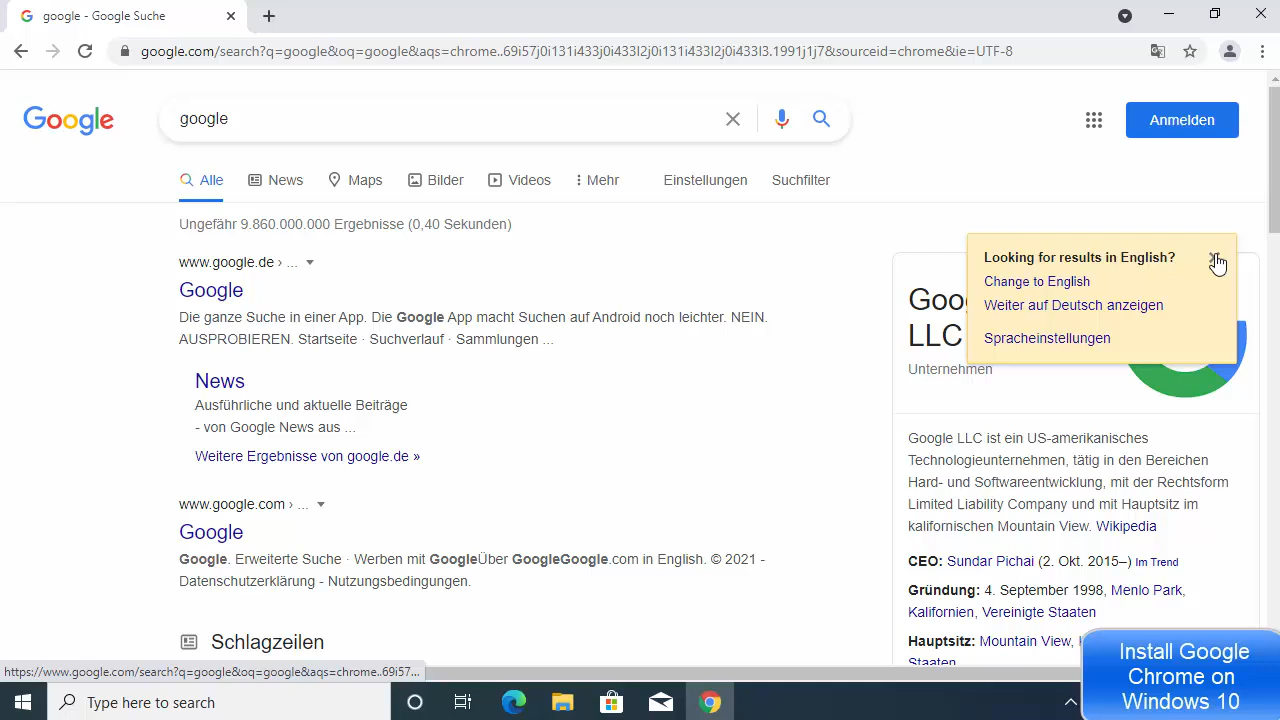 google - Google Suche
google.com/search?q=google&oq=google&aqs=chrome..69i57j0i131i433j0i433l2j0i131i433l2j0i433l3.1991j1j7&sourceid=chrome&ie=UTF-8
Google
google
Anmelden
Alle
News
Maps
Bilder
Videos
Mehr
Einstellungen
Suchfilter
Ungefähr 9.860.000.000 Ergebnisse (0,40 Sekunden)
www.google.de › ...
Google
Die ganze Suche in einer App. Die Google App macht Suchen auf Android noch leichter. NEIN.
AUSPROBIEREN. Startseite · Suchverlauf · Sammlungen ...
News
Ausführliche und aktuelle Beiträge
- von Google News aus ...
Weitere Ergebnisse von google.de »
www.google.com › ...
Google
Google. Erweiterte Suche · Werben mit GoogleÜber GoogleGoogle.com in English. © 2021 -
Datenschutzerklärung - Nutzungsbedingungen.
Schlagzeilen
Looking for results in English?
Change to English
Weiter auf Deutsch anzeigen
Spracheinstellungen
LLC
Unternehmen
Google LLC ist ein US-amerikanisches
Technologieunternehmen, tätig in den Bereichen
Hard- und Softwareentwicklung, mit der Rechtsform
Limited Liability Company und mit Hauptsitz im
kalifornischen Mountain View. Wikipedia
CEO: Sundar Pichai (2. Okt. 2015–) Im Trend
Gründung: 4. September 1998, Menlo Park,
Kalifornien, Vereinigte Staaten
Hauptsitz: Mountain View,
Staaten
https://www.google.com/search?q=google&oq=google&aqs=chrome..69i57...
Type here to search
Install Google
Chrome on
Windows 10